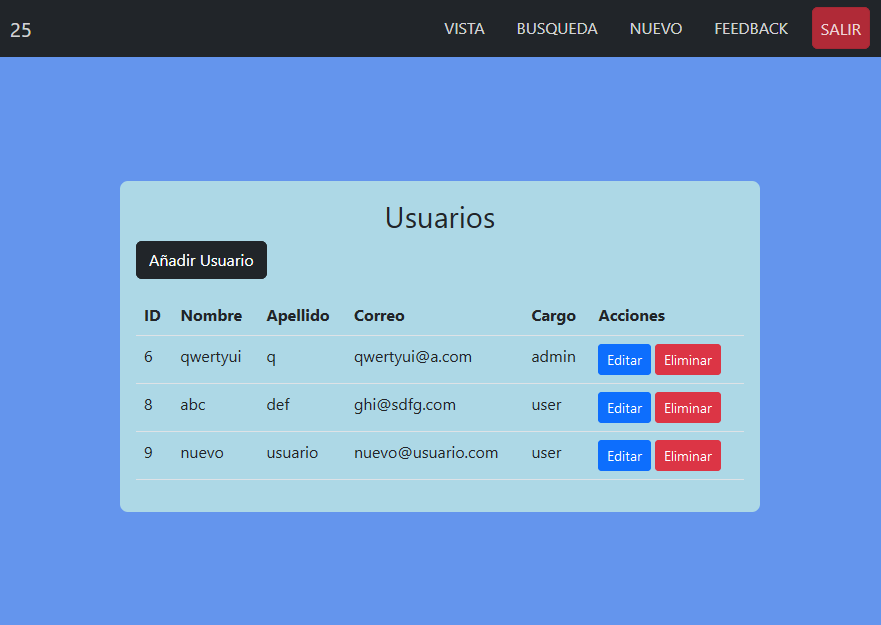 25 VISTA BUSQUEDA NUEVO FEEDBACK SALIR
Usuarios
Añadir Usuario
ID Nombre Apellido Correo Cargo Acciones
6 qwertyui q qwertyui@a.com admin Editar Eliminar
8 abc def ghi@sdfg.com user Editar Eliminar
9 nuevo usuario nuevo@usuario.com user Editar Eliminar